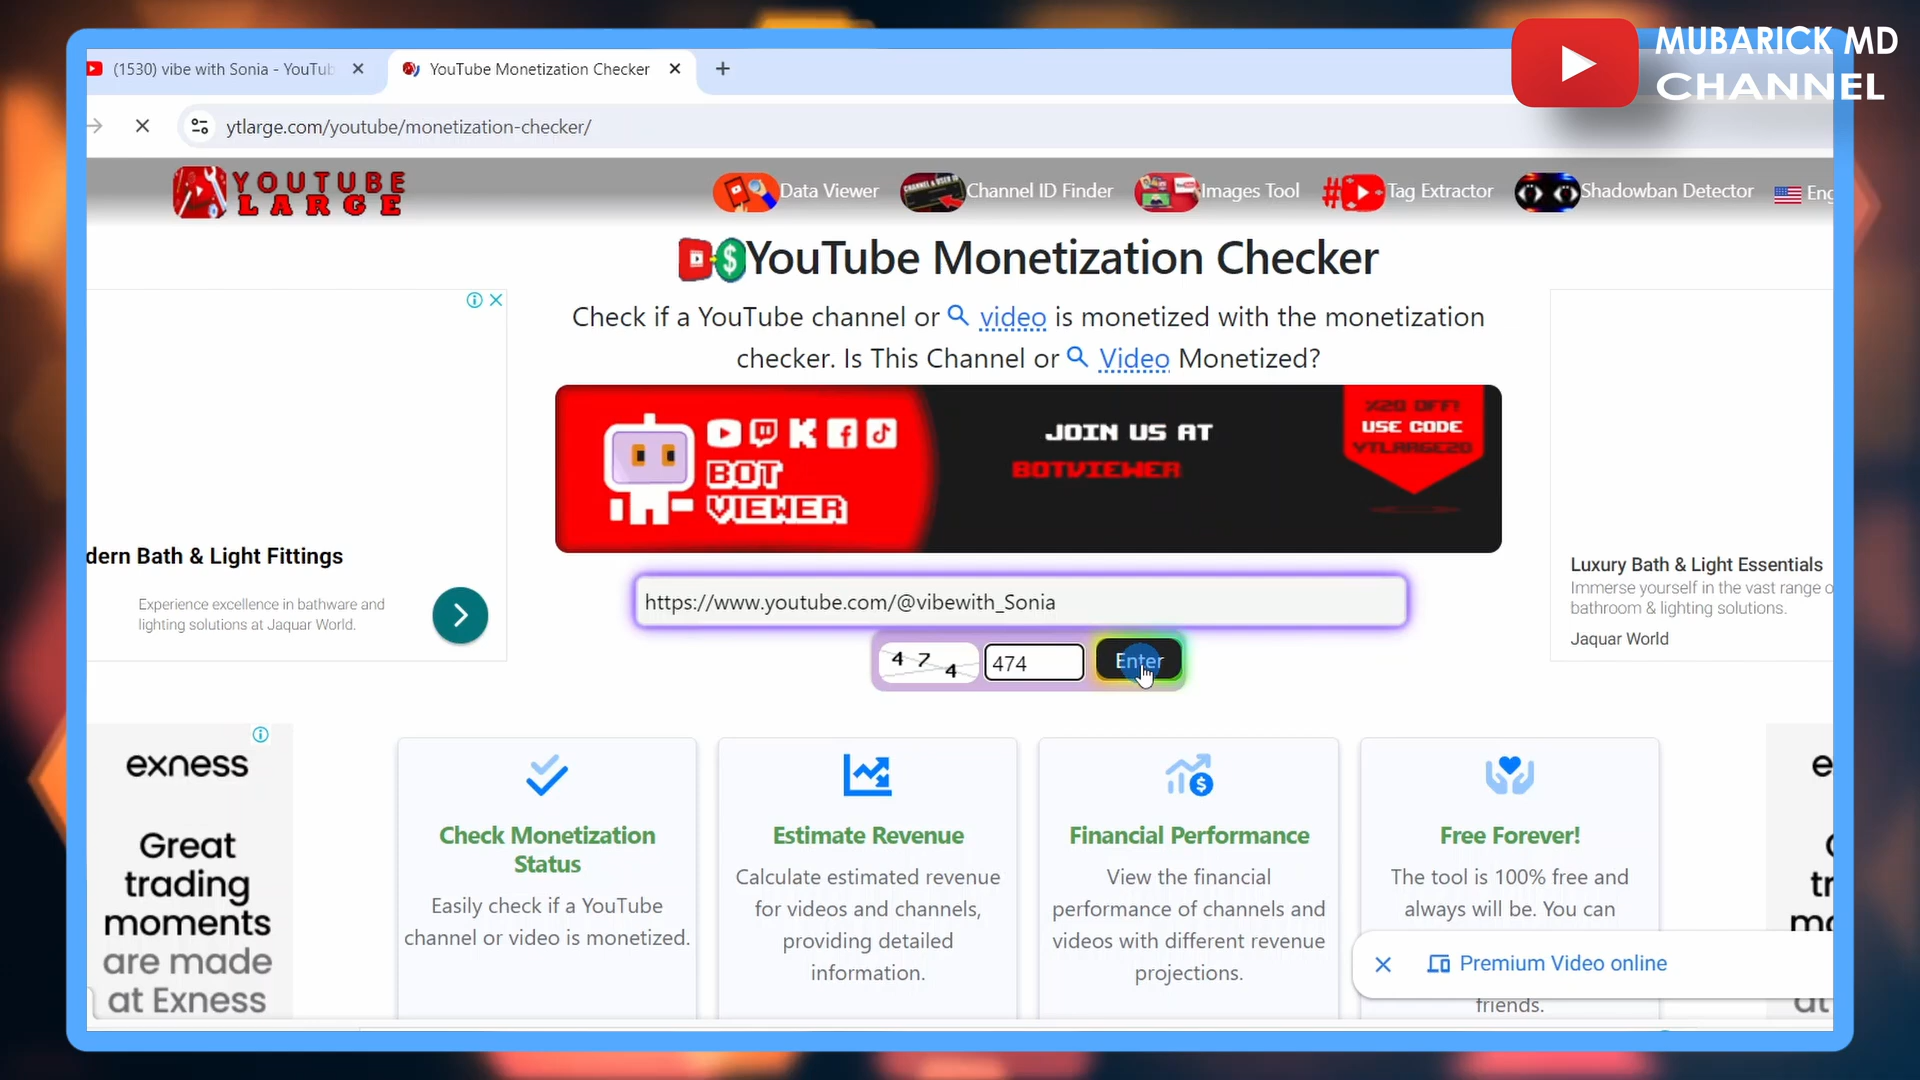 MUBARICK MD
CHANNEL
(1530) vibe with Sonia - YouTub
YouTube Monetization Checker
ytlarge.com/youtube/monetization-checker/
YOUTUBE
LARGE
Data Viewer
Channel ID Finder
Images Tool
Tag Extractor
Shadowban Detector
Eng
YouTube Monetization Checker
Check if a YouTube channel or video is monetized with the monetization
checker. Is This Channel or Video Monetized?
BOT
VIEWER
JOIN US AT
BOTVIEWER
X20 OFF!
USE CODE
YTLARGE20
dern Bath & Light Fittings
Experience excellence in bathware and
lighting solutions at Jaquar World.
Luxury Bath & Light Essentials
Immerse yourself in the vast range o
bathroom & lighting solutions.
Jaquar World
https://www.youtube.com/@vibewith_Sonia
4 7 4
474
Enter
exness
Great
trading
moments
are made
at Exness
Check Monetization
Status
Easily check if a YouTube
channel or video is monetized.
Estimate Revenue
Calculate estimated revenue
for videos and channels,
providing detailed
information.
Financial Performance
View the financial
performance of channels and
videos with different revenue
projections.
Free Forever!
The tool is 100% free and
always will be. You can
friends.
Premium Video online